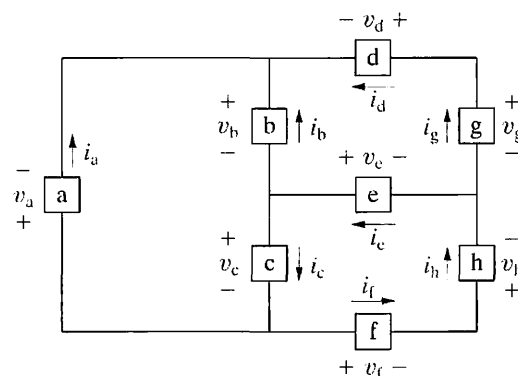 − v_d +
d
i_d
+ v_b −
b
i_b
i_g
g
+ v_g −
− v_a +
a
i_a
+ v_e −
e
i_e
+ v_c −
c
i_c
i_h
h
− v_h +
i_f
f
+ v_f −